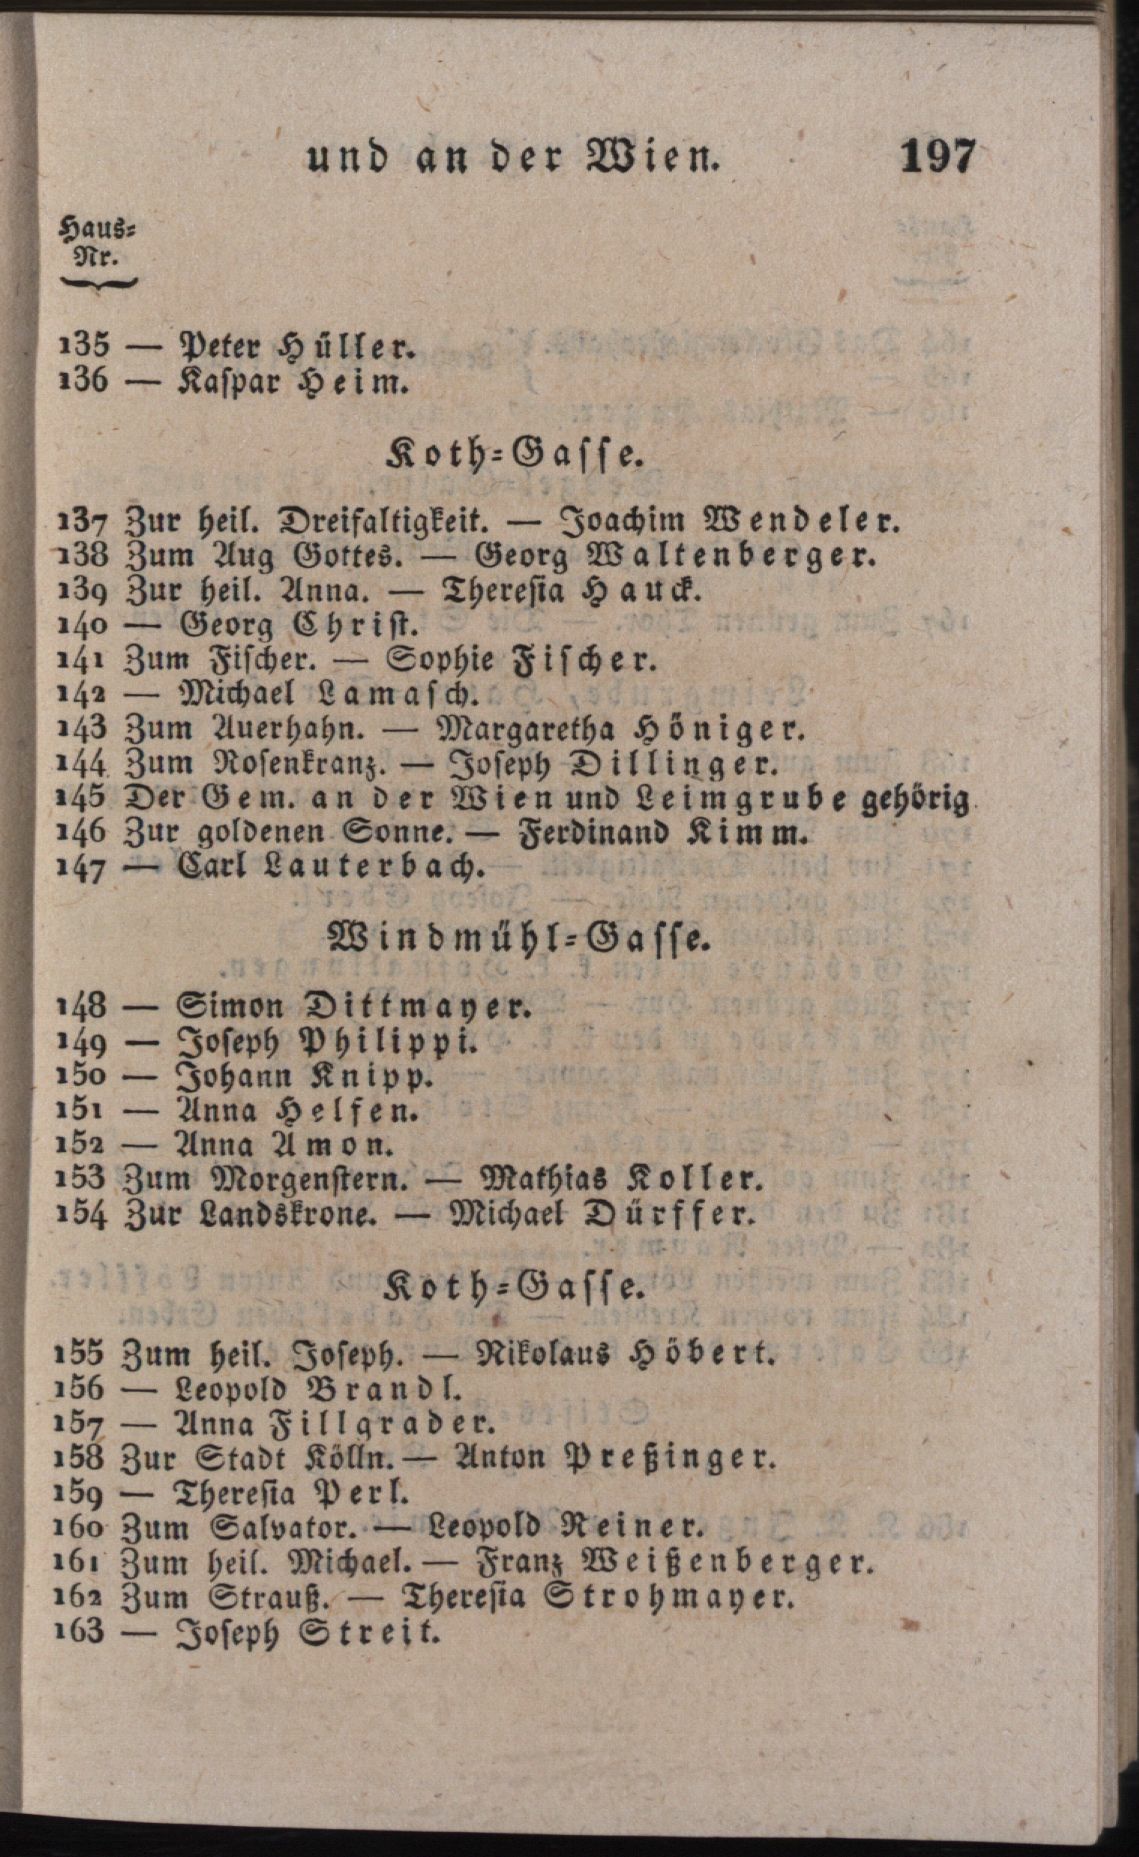 und an der Wien. 197
Haus-
Nr.
135 — Peter Hüller.
136 — Kaspar Heim.
Koth-Gasse.
137 Zur heil. Dreifaltigkeit. — Joachim Wendeler.
138 Zum Aug Gottes. — Georg Waltenberger.
139 Zur heil. Anna. — Theresia Hauck.
140 — Georg Christ.
141 Zum Fischer. — Sophie Fischer.
142 — Michael Lamasch.
143 Zum Auerhahn. — Margaretha Höniger.
144 Zum Rosenkranz. — Joseph Dillinger.
145 Der Gem. an der Wien und Leimgrube gehörig
146 Zur goldenen Sonne. — Ferdinand Kimm.
147 — Carl Lauterbach.
Windmühl-Gasse.
148 — Simon Dittmayer.
149 — Joseph Philippi.
150 — Johann Knipp.
151 — Anna Helfen.
152 — Anna Amon.
153 Zum Morgenstern. — Mathias Koller.
154 Zur Landskrone. — Michael Dürffer.
Koth-Gasse.
155 Zum heil. Joseph. — Nikolaus Höbert.
156 — Leopold Brandl.
157 — Anna Fillgrader.
158 Zur Stadt Kölln. — Anton Preßinger.
159 — Theresia Perl.
160 Zum Salvator. — Leopold Reiner.
161 Zum heil. Michael. — Franz Weißenberger.
162 Zum Strauß. — Theresia Strohmayer.
163 — Joseph Streit.